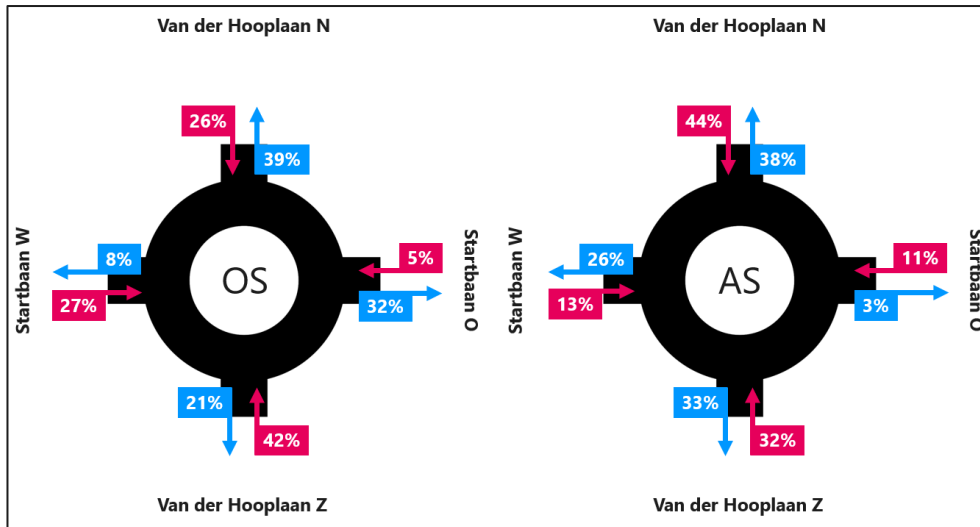 Van der Hooplaan N
26%
39%
Startbaan W
8%
27%
OS
5%
32%
Startbaan O
21%
42%
Van der Hooplaan Z
Van der Hooplaan N
44%
38%
Startbaan W
26%
13%
AS
11%
3%
Startbaan O
33%
32%
Van der Hooplaan Z